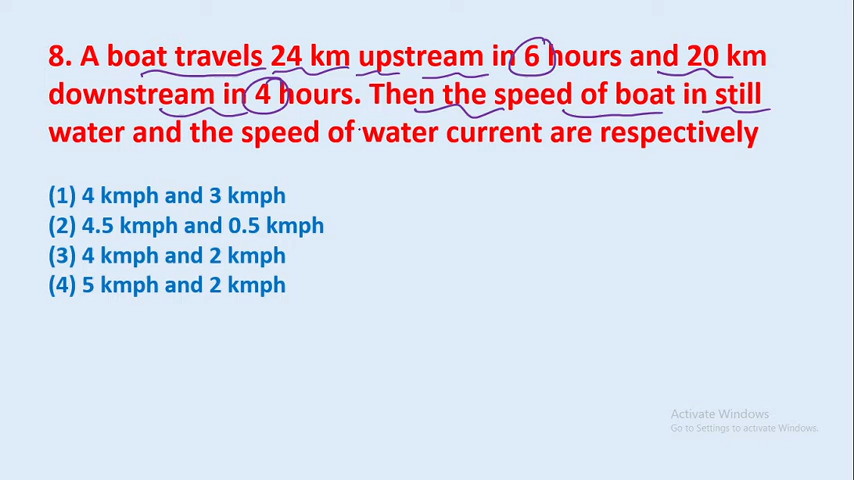 8. A boat travels 24 km upstream in 6 hours and 20 km
downstream in 4 hours. Then the speed of boat in still
water and the speed of water current are respectively
(1) 4 kmph and 3 kmph
(2) 4.5 kmph and 0.5 kmph
(3) 4 kmph and 2 kmph
(4) 5 kmph and 2 kmph
Activate Windows
Go to Settings to activate Windows.